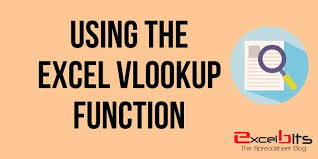 USING THE
EXCEL VLOOKUP
FUNCTION
ExcelBits
The Spreadsheet Blog